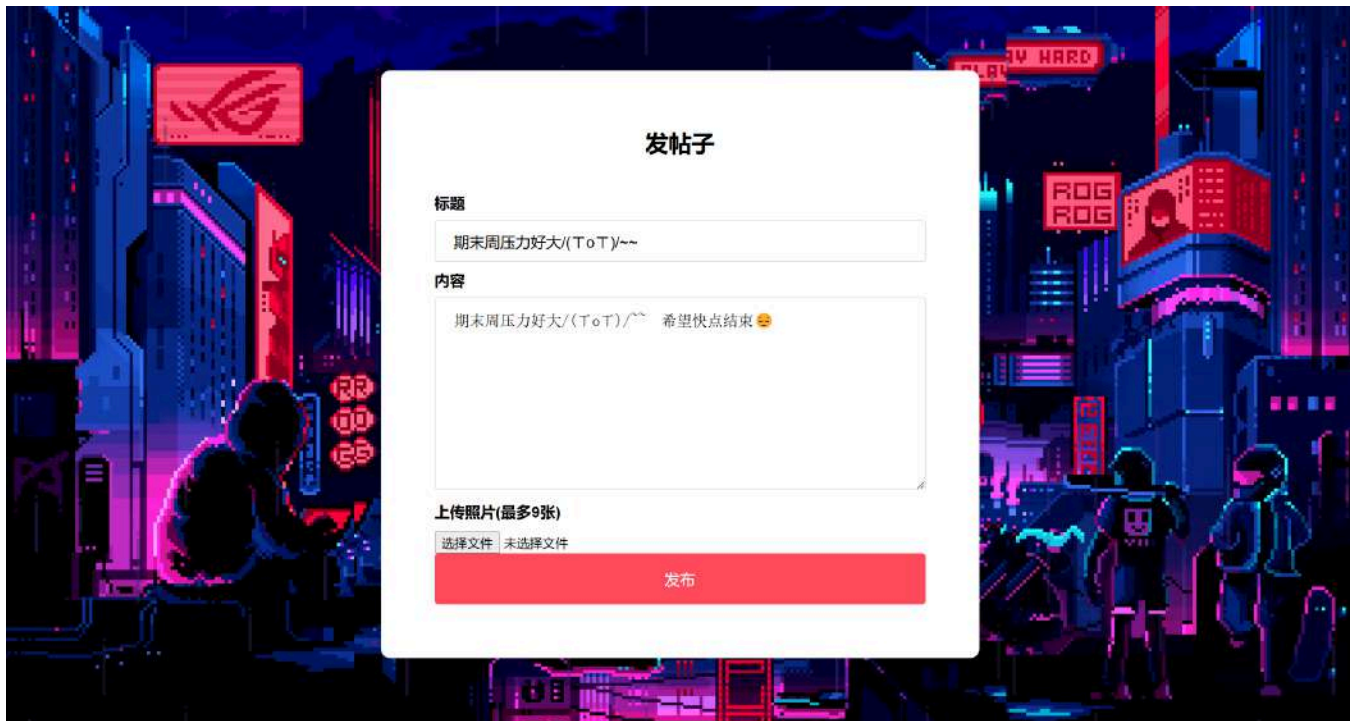 PLAY HARD
发帖子
标题
期末周压力好大/(ToT)/~~
ROG
ROG
内容
期末周压力好大/(ToT)/~~ 希望快点结束😔
上传照片(最多9张)
选择文件 未选择文件
发布